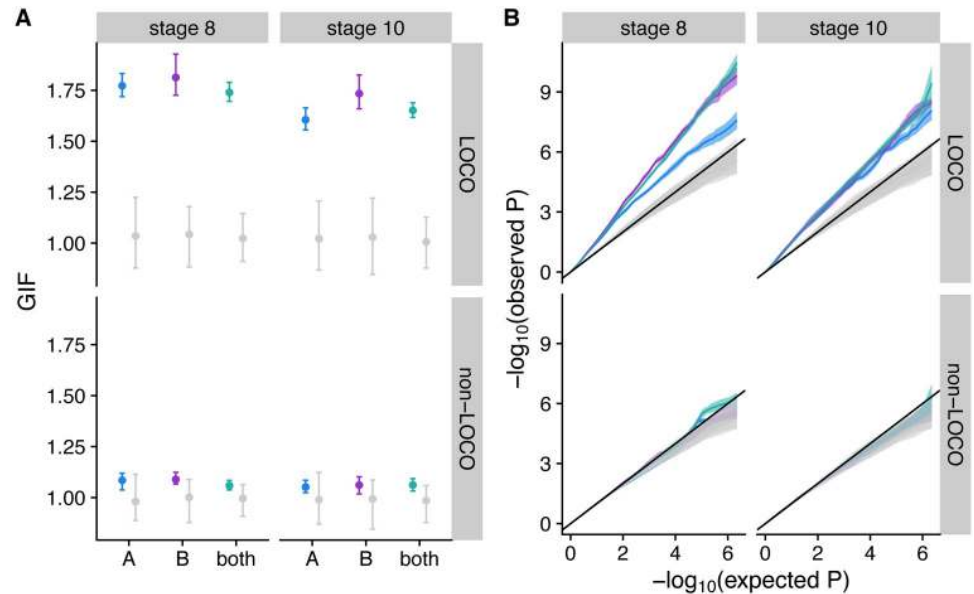 A
stage 8
stage 10
GIF
1.75
1.50
1.25
1.00
LOCO
1.75
1.50
1.25
1.00
non-LOCO
A
B
both
A
B
both
B
stage 8
stage 10
−log10(observed P)
9
6
3
0
LOCO
9
6
3
0
non-LOCO
0
2
4
6
0
2
4
6
−log10(expected P)